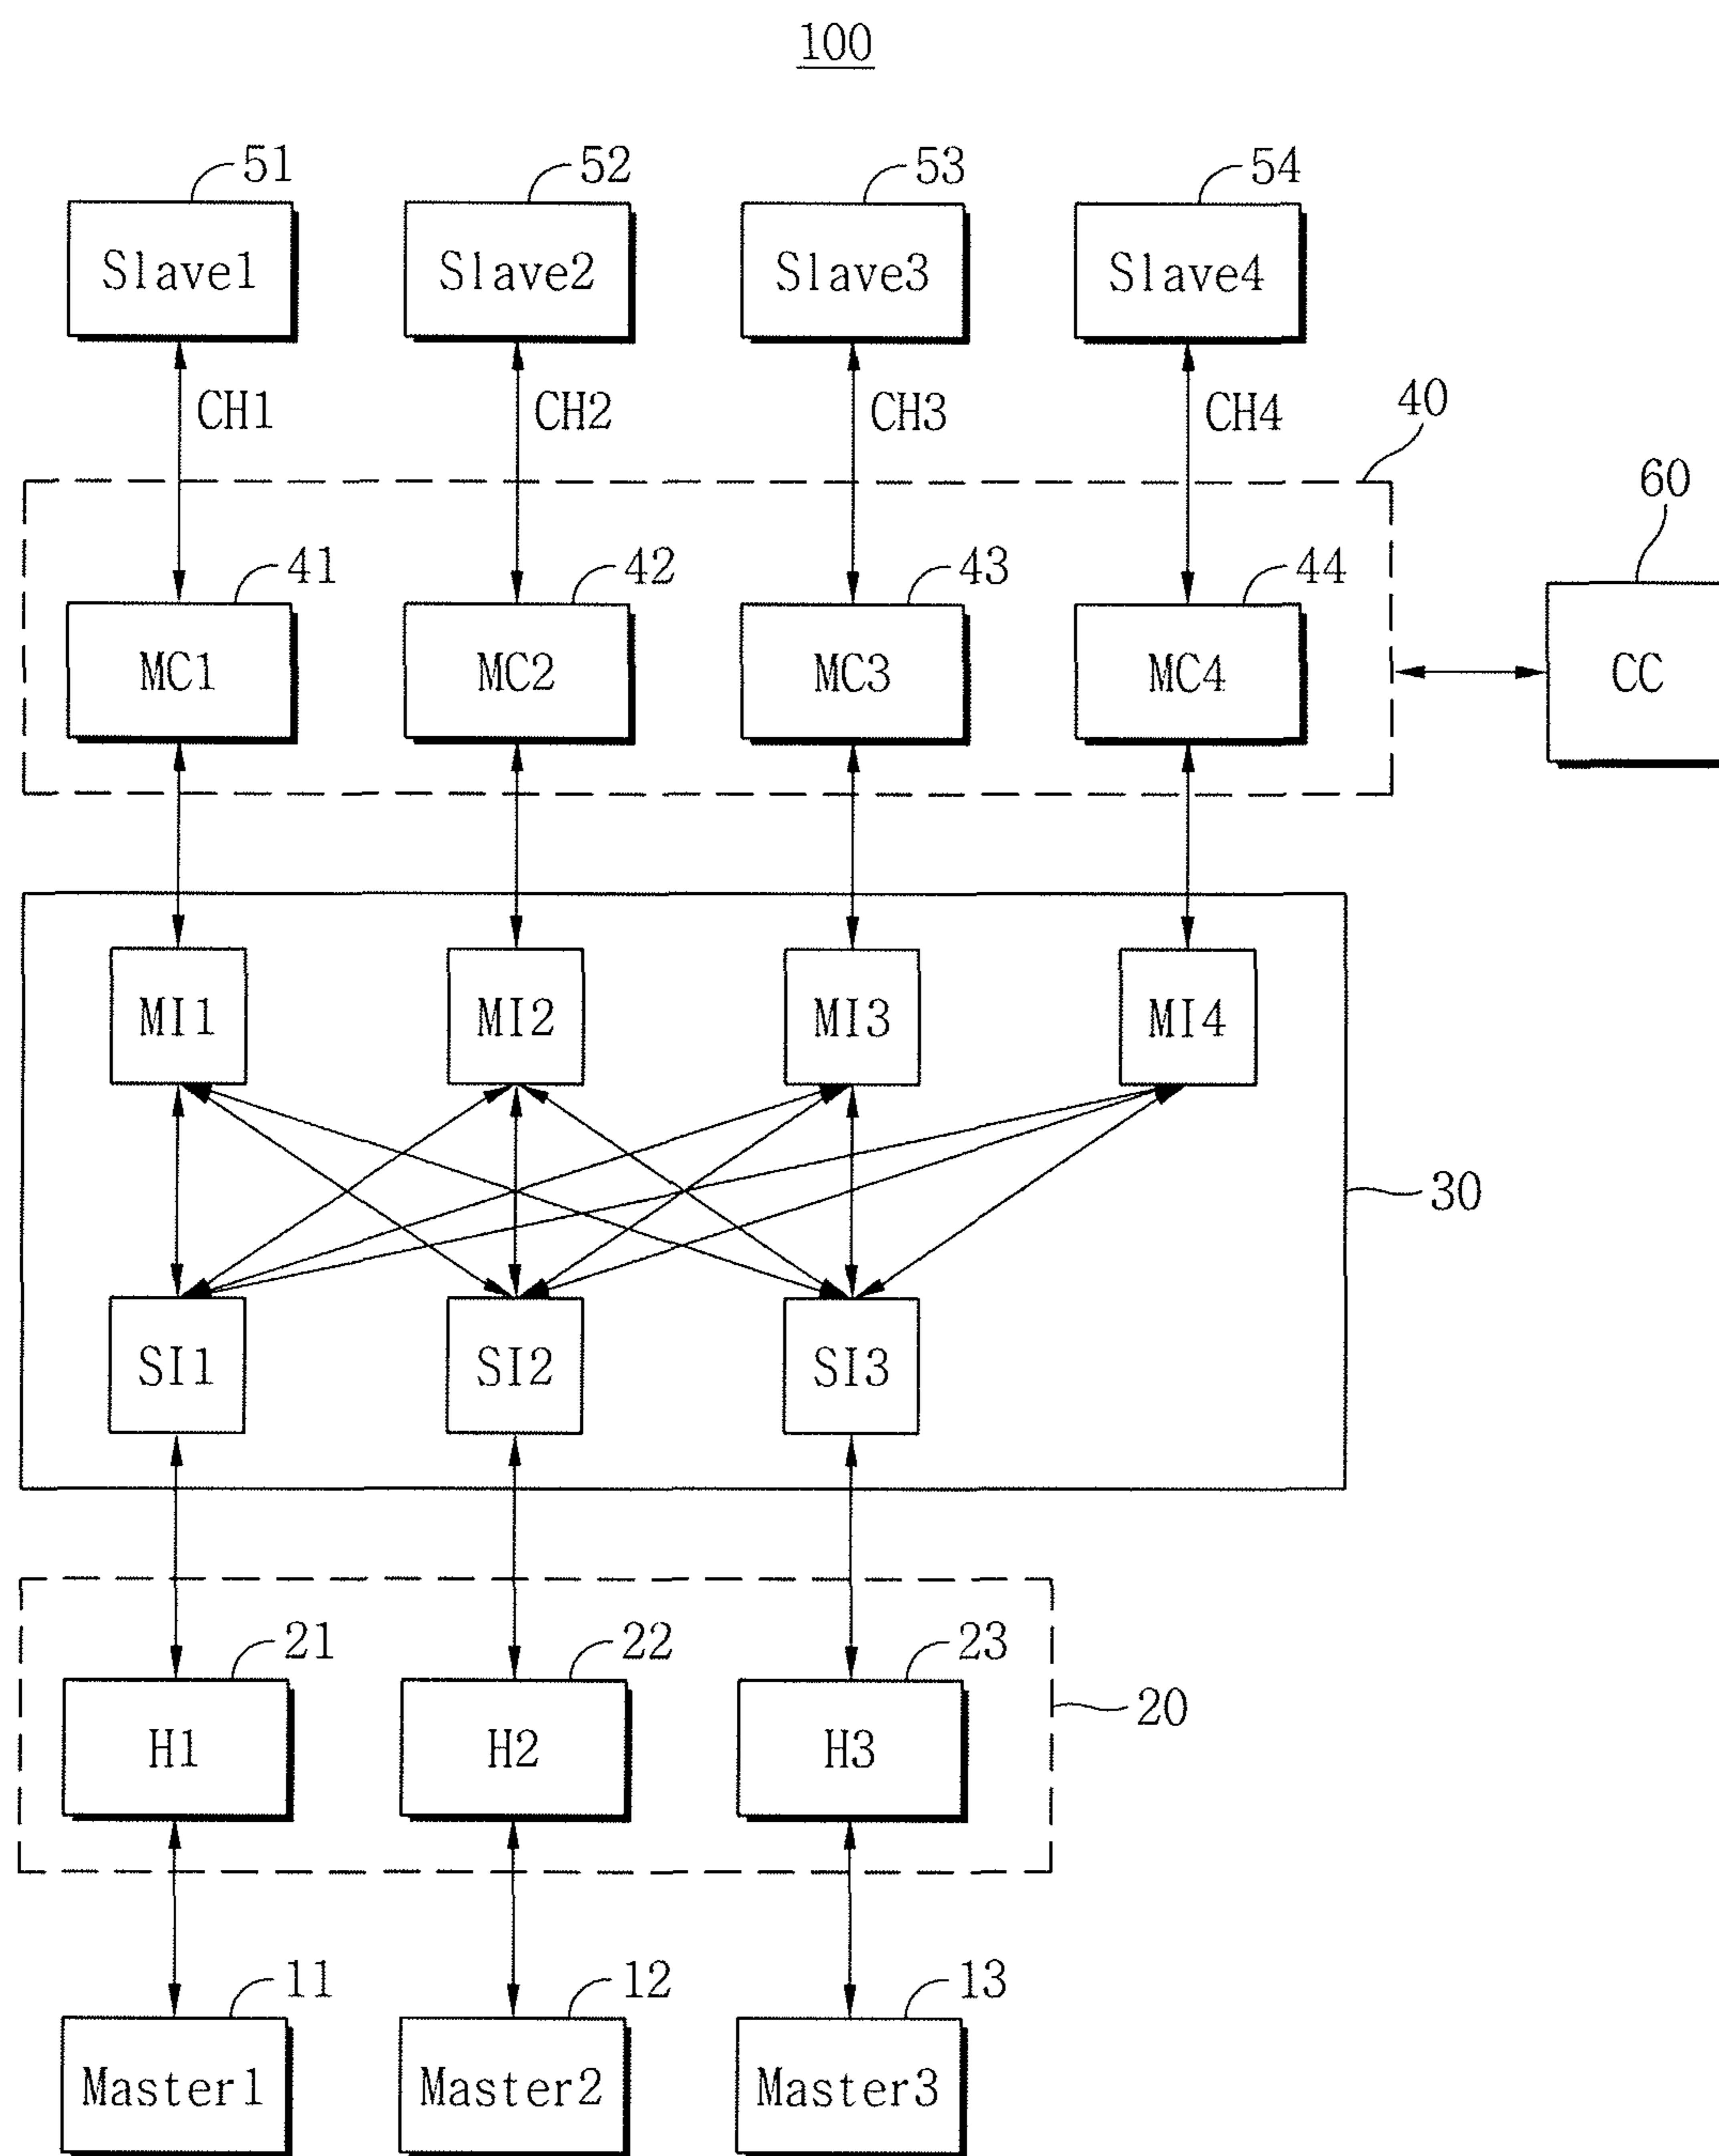 100
51 52 53 54
Slave1 Slave2 Slave3 Slave4
CH1 CH2 CH3 CH4
40
60
41 42 43 44
MC1 MC2 MC3 MC4
CC
MI1 MI2 MI3 MI4
30
SI1 SI2 SI3
21 22 23
20
H1 H2 H3
11 12 13
Master1 Master2 Master3